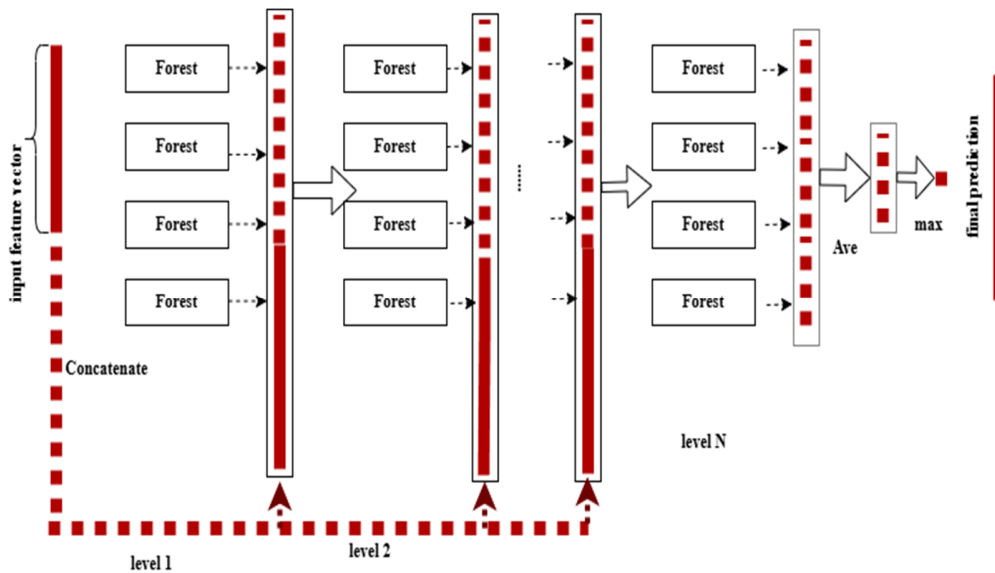 input feature vector
Forest
Forest
Forest
Forest
Concatenate
level 1
Forest
Forest
Forest
Forest
level 2
Forest
Forest
Forest
Forest
level N
Ave
max
final prediction